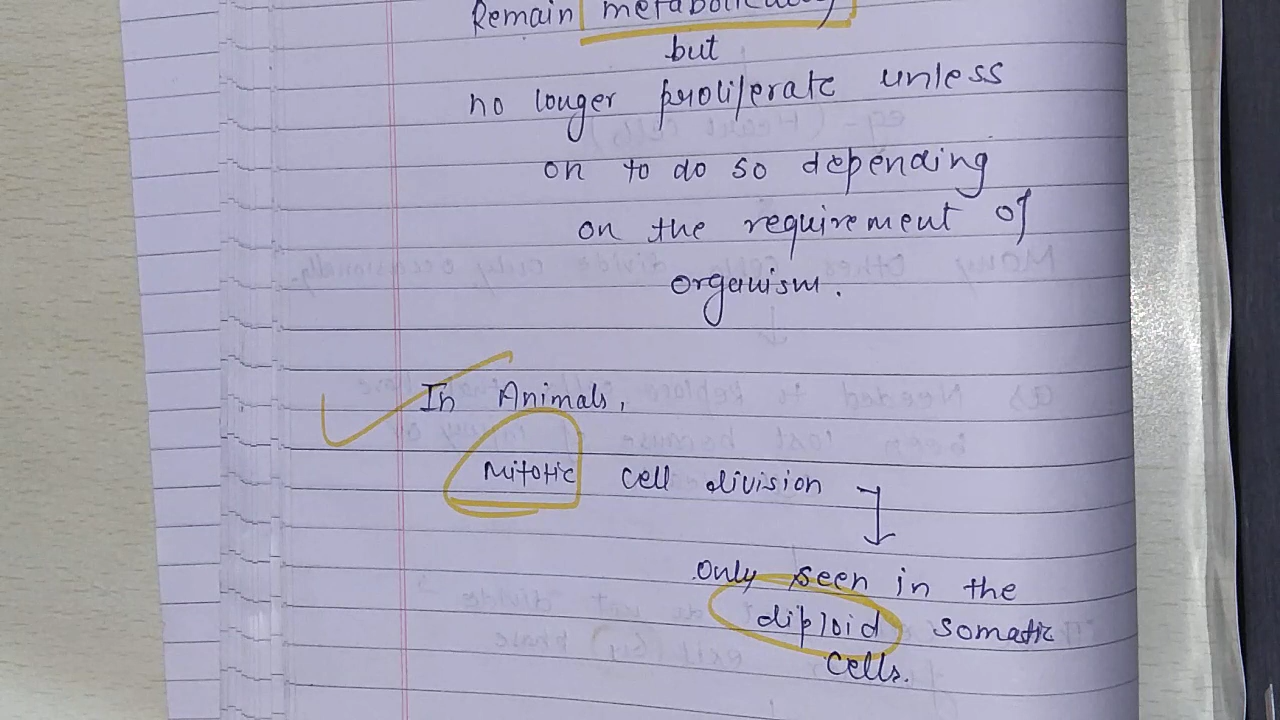 Remain metabolically
but
no longer proliferate unless
on to do so depending
on the requirement of
organism.
In Animals,
Mitotic cell division
only seen in the
diploid somatic
cells.